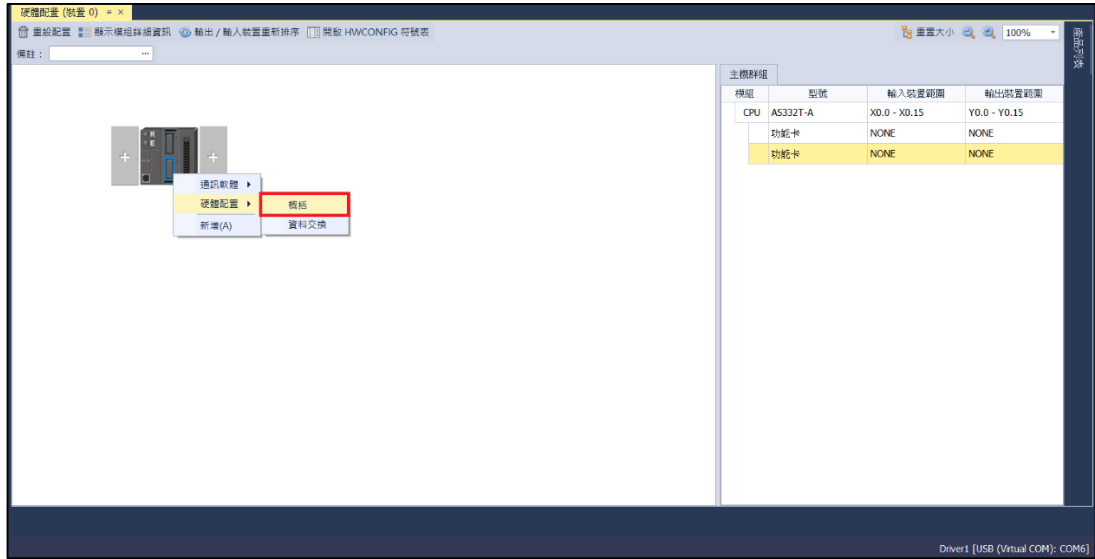 硬體配置 (裝置 0)
重設配置 顯示模組詳細資訊 輸出 / 輸入裝置重新排序 開啟 HWCONFIG 符號表 重置大小 100%
備註： ...
產品列表
主機群組
模組 型號 輸入裝置範圍 輸出裝置範圍
CPU AS332T-A X0.0 - X0.15 Y0.0 - Y0.15
功能卡 NONE NONE
功能卡 NONE NONE
R
E
通訊軟體
硬體配置 概括
新增(A) 資料交換
Driver1 [USB (Virtual COM): COM6]